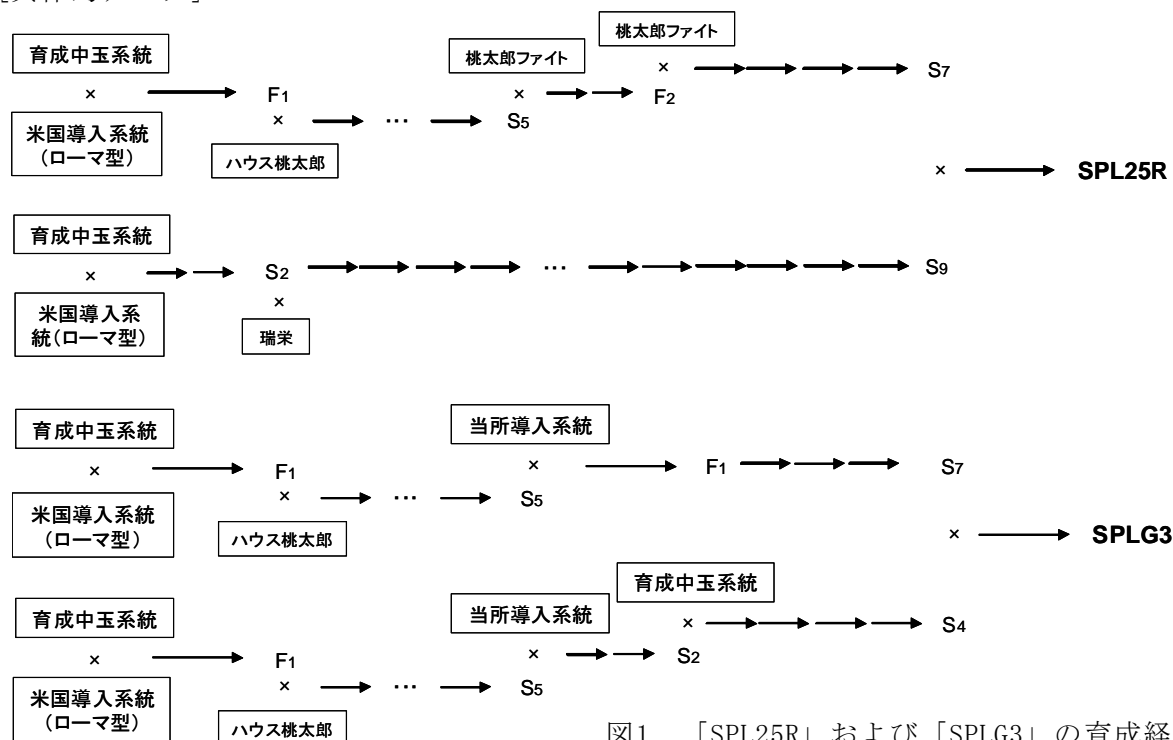 桃太郎ファイト
育成中玉系統
桃太郎ファイト
× S7
× F1 × F2
米国導入系統
（ローマ型）
× … S5
ハウス桃太郎
× SPL25R
育成中玉系統
× S2 … S9
米国導入系
統（ローマ型）
×
瑞栄
育成中玉系統
当所導入系統
× F1 × F1 S7
米国導入系統
（ローマ型）
× … S5
ハウス桃太郎
× SPLG3
育成中玉系統
育成中玉系統
当所導入系統
× S4
× F1 × S2
米国導入系統
（ローマ型）
× … S5
ハウス桃太郎
図1 「SPL25R」および「SPLG3」の育成経